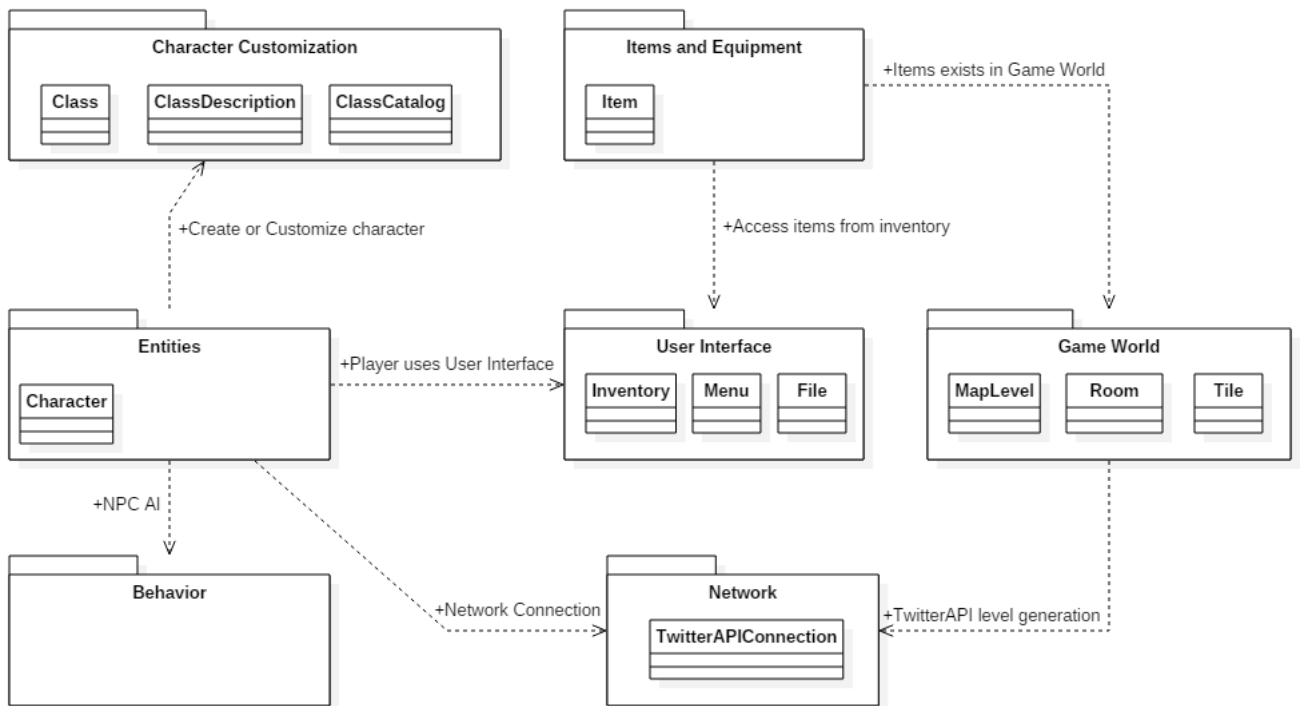 Character Customization
Class
ClassDescription
ClassCatalog
Items and Equipment
Item
+Items exists in Game World
+Create or Customize character
+Access items from inventory
Entities
Character
+Player uses User Interface
User Interface
Inventory
Menu
File
Game World
MapLevel
Room
Tile
+NPC AI
Behavior
+Network Connection
Network
TwitterAPIConnection
+TwitterAPI level generation